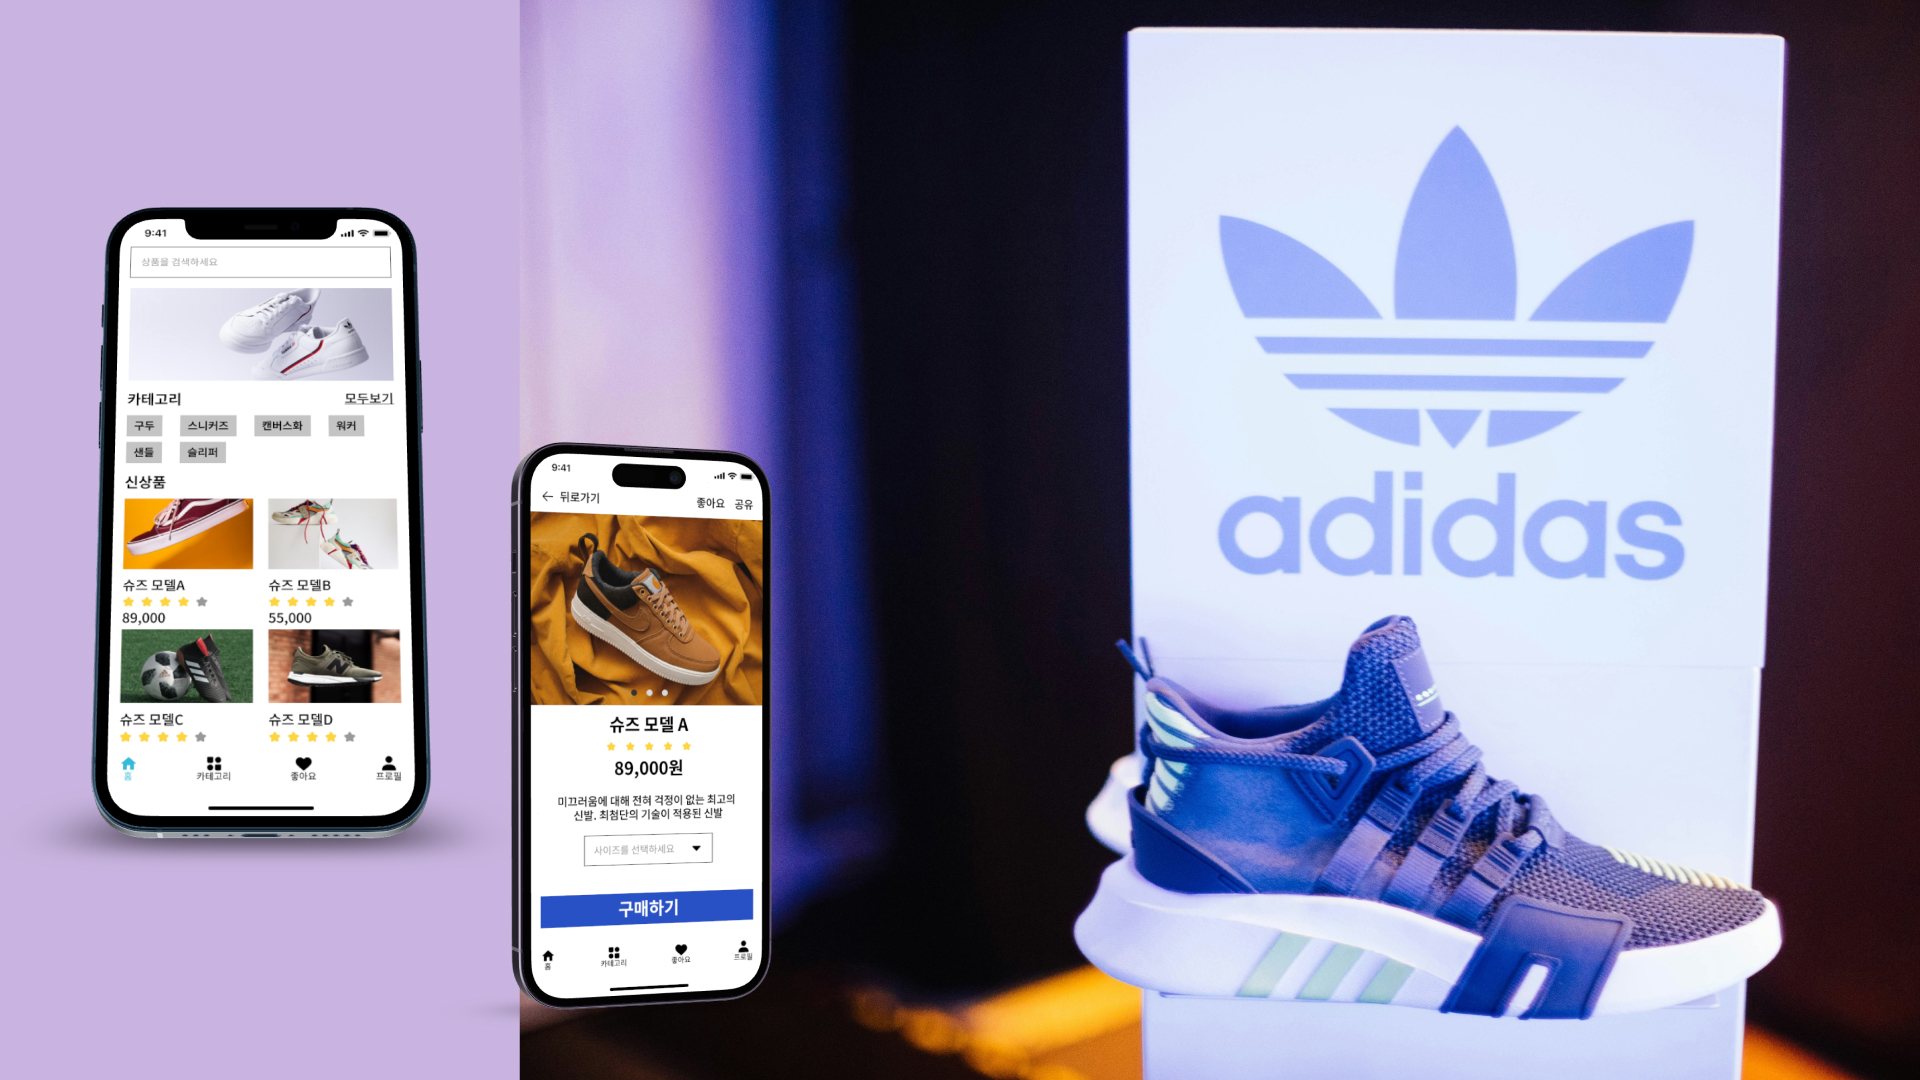 9:41
상품을 검색하세요
카테고리 모두보기
구두 스니커즈 캔버스화 워커
샌들 슬리퍼
신상품
슈즈 모델A 슈즈 모델B
89,000 55,000
슈즈 모델C 슈즈 모델D
홈 카테고리 좋아요 프로필
9:41
← 뒤로가기 좋아요 공유
슈즈 모델 A
89,000원
미끄러움에 대해 전혀 걱정이 없는 최고의
신발. 최첨단의 기술이 적용된 신발
사이즈를 선택하세요
구매하기
홈 카테고리 좋아요 프로필
adidas